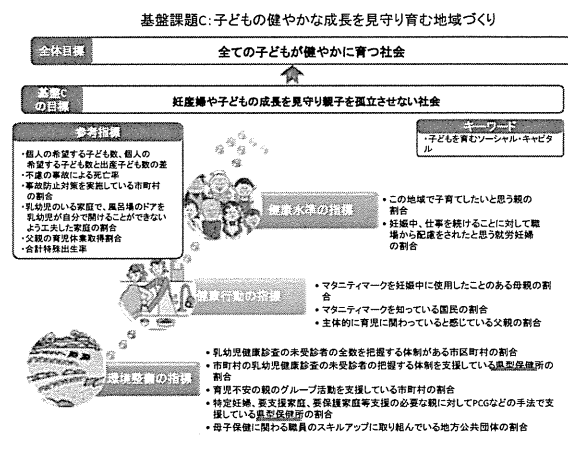 基盤課題C：子どもの健やかな成長を見守り育む地域づくり
全体目標
全ての子どもが健やかに育つ社会
基盤C
の目標
妊産婦や子どもの成長を見守り親子を孤立させない社会
参考指標
・個人の希望する子ども数、個人の
希望する子ども数と出産子ども数の差
・不慮の事故による死亡率
・事故防止対策を実施している市町村
の割合
・乳幼児のいる家庭で、風呂場のドアを
乳幼児が自分で開けることができない
よう工夫した家庭の割合
・父親の育児休業取得割合
・合計特殊出生率
キーワード
・子どもを育むソーシャル・キャピタ
ル
健康水準の指標
• この地域で子育てしたいと思う親の
割合
• 妊娠中、仕事を続けることに対して職
場から配慮をされたと思う就労妊婦
の割合
健康行動の指標
• マタニティマークを妊娠中に使用したことのある母親の割
合
• マタニティマークを知っている国民の割合
• 主体的に育児に関わっていると感じている父親の割合
環境整備の指標
• 乳幼児健康診査の未受診者の全数を把握する体制がある市区町村の割合
• 市町村の乳幼児健康診査の未受診者の把握する体制を支援している県型保健所の
割合
• 育児不安の親のグループ活動を支援している市町村の割合
• 特定妊婦、要支援家庭、要保護家庭等支援の必要な親に対してPCGなどの手法で支
援している県型保健所の割合
• 母子保健に関わる職員のスキルアップに取り組んでいる地方公共団体の割合